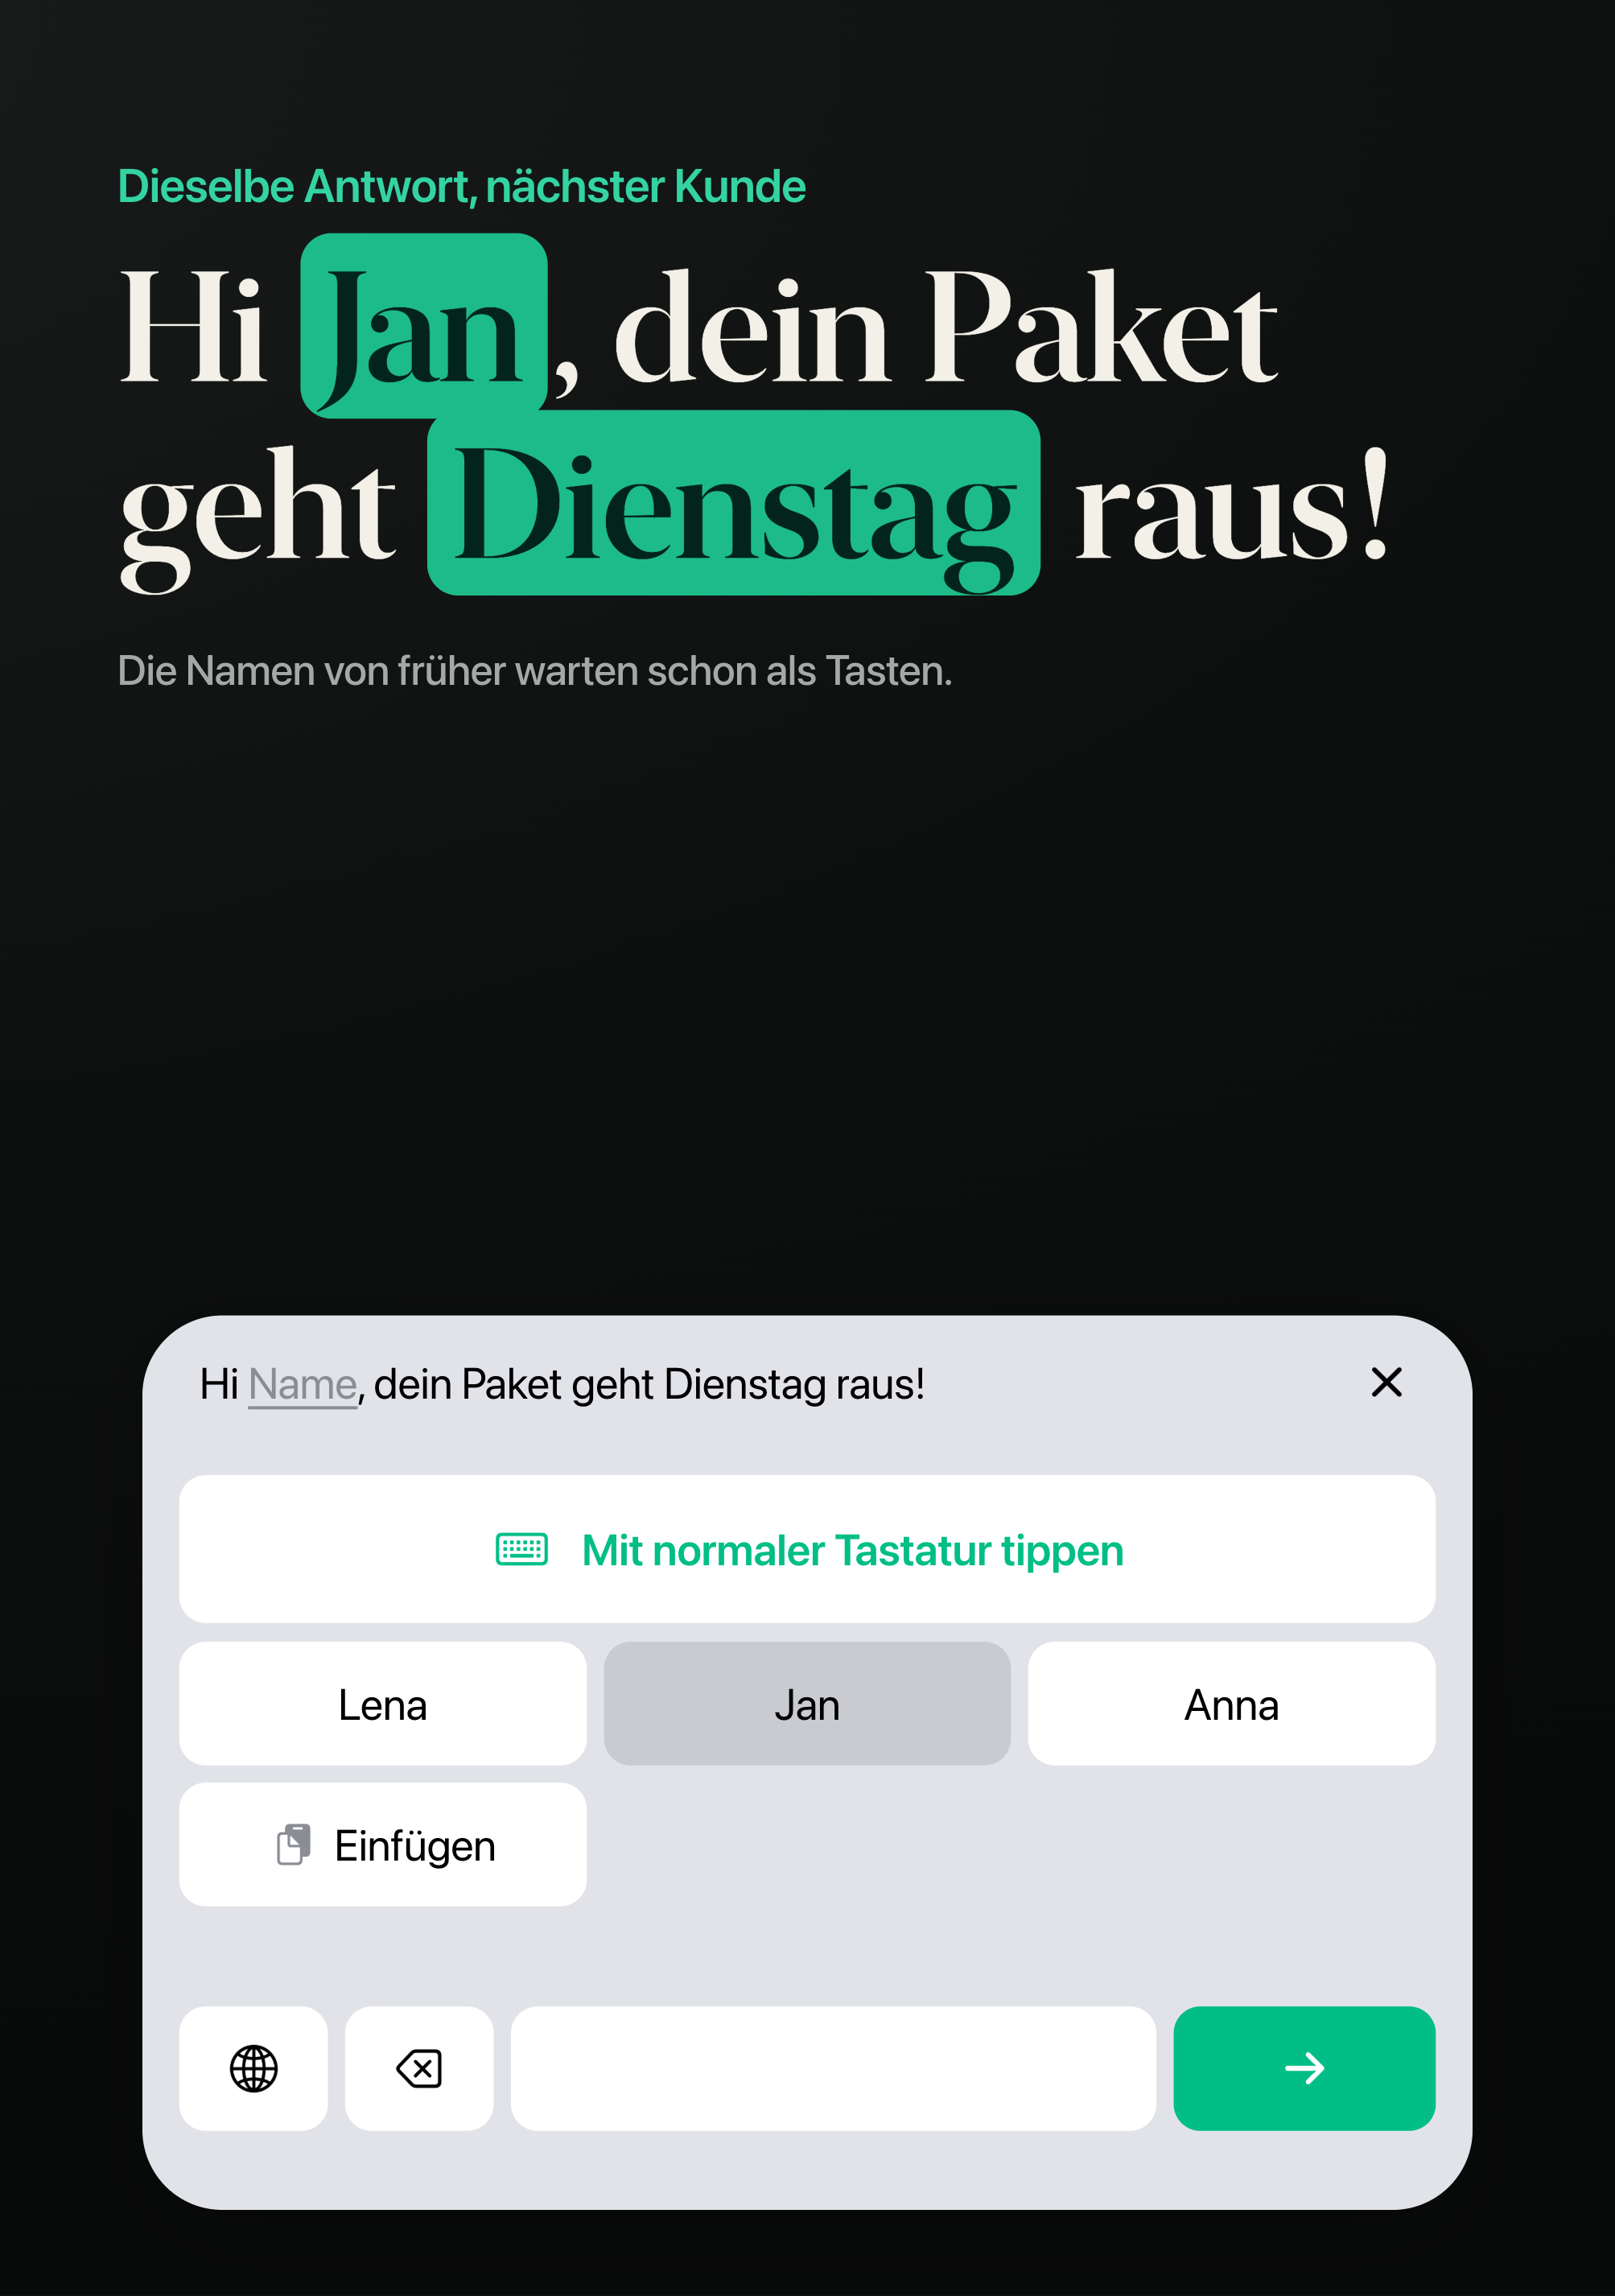 Dieselbe Antwort, nächster Kunde
Hi Jan, dein Paket
geht Dienstag raus!
Die Namen von früher warten schon als Tasten.
Hi Name, dein Paket geht Dienstag raus!
Mit normaler Tastatur tippen
Lena Jan Anna
Einfügen